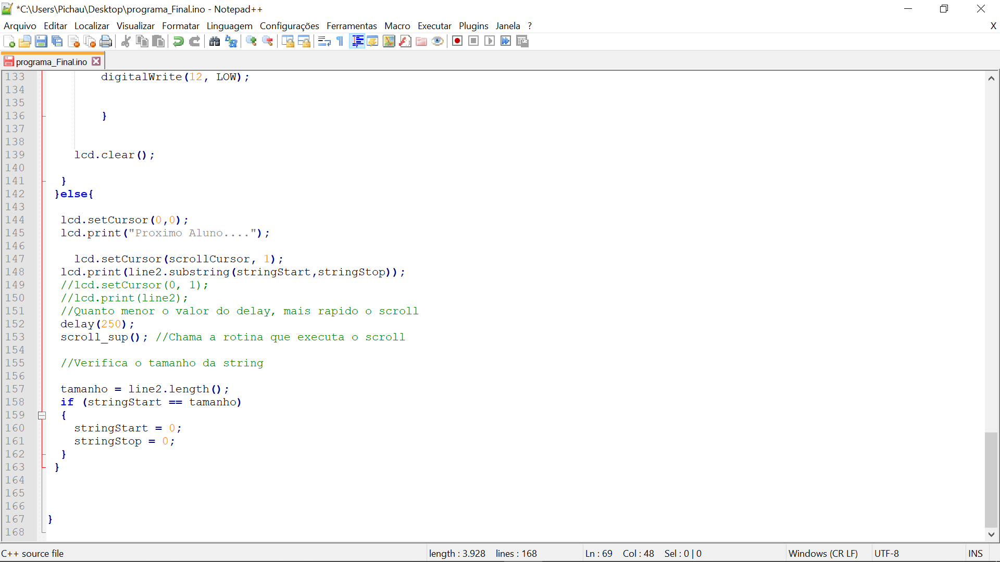 *C:\Users\Pichau\Desktop\programa_Final.ino - Notepad++
Arquivo Editar Localizar Visualizar Formatar Linguagem Configurações Ferramentas Macro Executar Plugins Janela ? X
programa_Final.ino
133 digitalWrite(12, LOW);
134
135
136 }
137
138
139 lcd.clear();
140
141 }
142 }else{
143
144 lcd.setCursor(0,0);
145 lcd.print("Proximo Aluno....");
146
147 lcd.setCursor(scrollCursor, 1);
148 lcd.print(line2.substring(stringStart,stringStop));
149 //lcd.setCursor(0, 1);
150 //lcd.print(line2);
151 //Quanto menor o valor do delay, mais rapido o scroll
152 delay(250);
153 scroll_sup(); //Chama a rotina que executa o scroll
154
155 //Verifica o tamanho da string
156
157 tamanho = line2.length();
158 if (stringStart == tamanho)
159 {
160 stringStart = 0;
161 stringStop = 0;
162 }
163 }
164
165
166
167 }
168
C++ source file length : 3.928 lines : 168 Ln : 69 Col : 48 Sel : 0 | 0 Windows (CR LF) UTF-8 INS